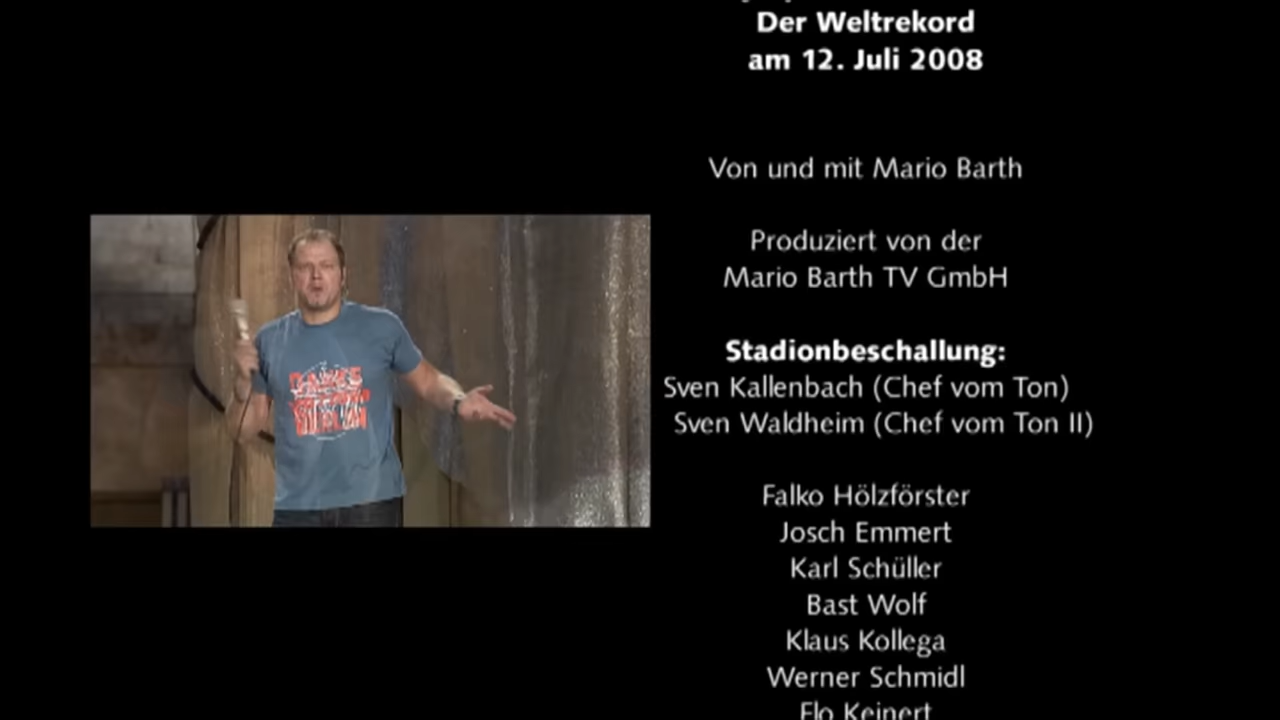 Der Weltrekord
am 12. Juli 2008
Von und mit Mario Barth
Produziert von der
Mario Barth TV GmbH
Stadionbeschallung:
Sven Kallenbach (Chef vom Ton)
Sven Waldheim (Chef vom Ton II)
Falko Hölzförster
Josch Emmert
Karl Schüller
Bast Wolf
Klaus Kollega
Werner Schmidl
Flo Keinert